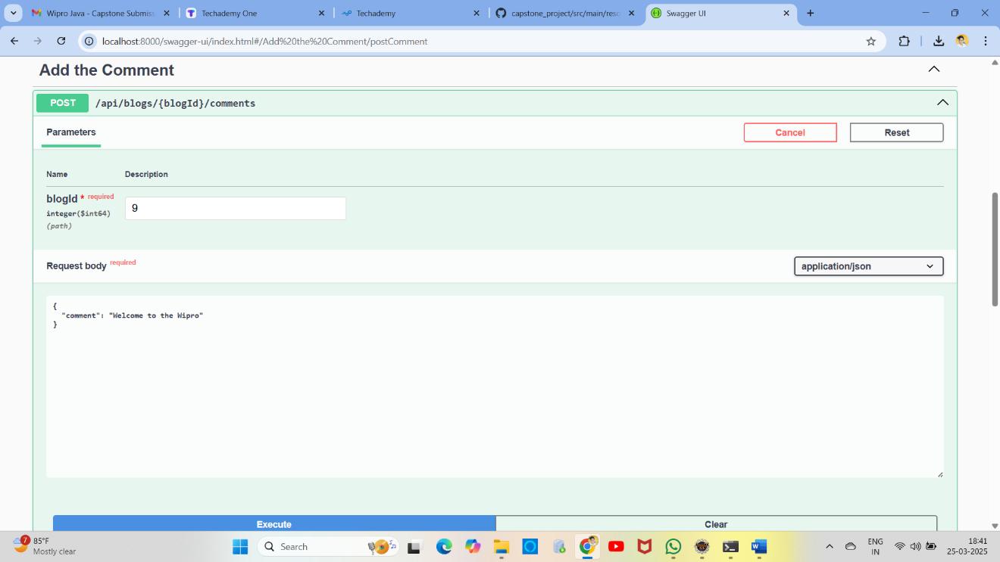 Wipro Java - Capstone Submiss
Techademy One
Techademy
capstone_project/src/main/reso
Swagger UI
localhost:8000/swagger-ui/index.html#/Add%20the%20Comment/postComment
Add the Comment
POST /api/blogs/{blogId}/comments
Parameters
Cancel
Reset
Name Description
blogId * required
9
integer($int64)
(path)
Request body required
application/json
{
"comment": "Welcome to the Wipro"
}
Execute
Clear
7
85°F
Mostly clear
Search
ENG
IN
18:41
25-03-2025